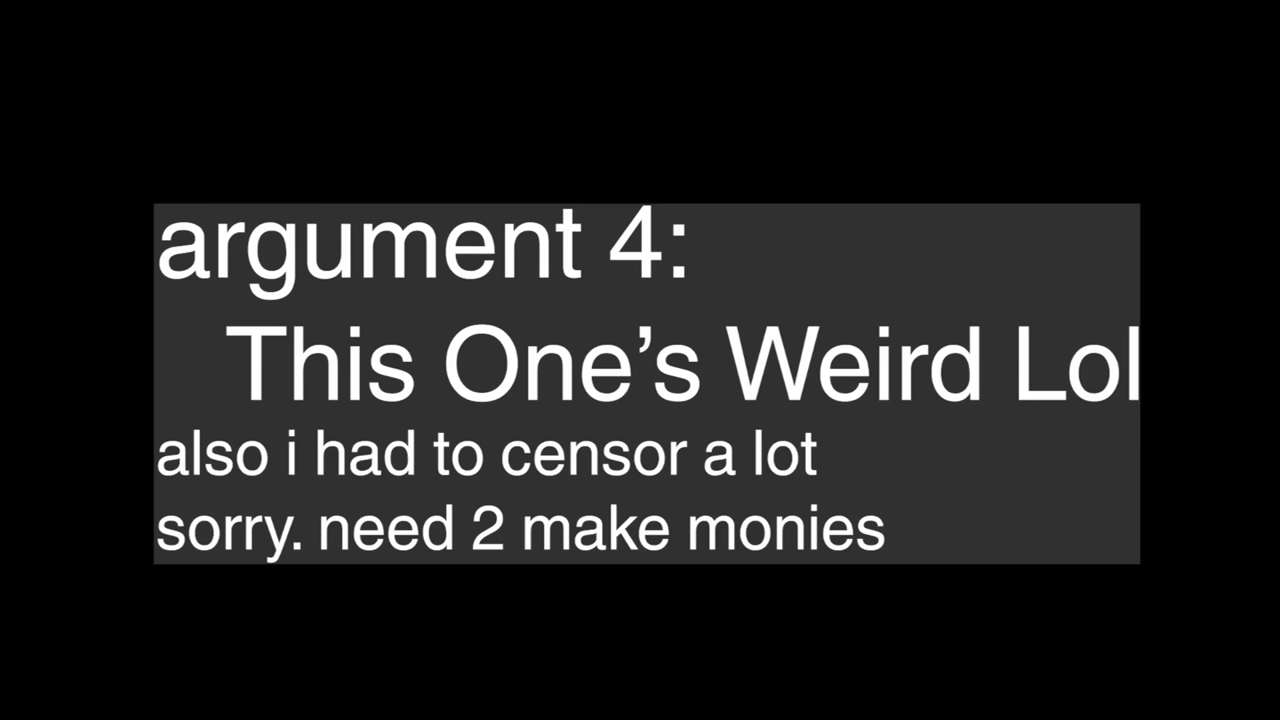 argument 4:
This One’s Weird Lol
also i had to censor a lot
sorry. need 2 make monies